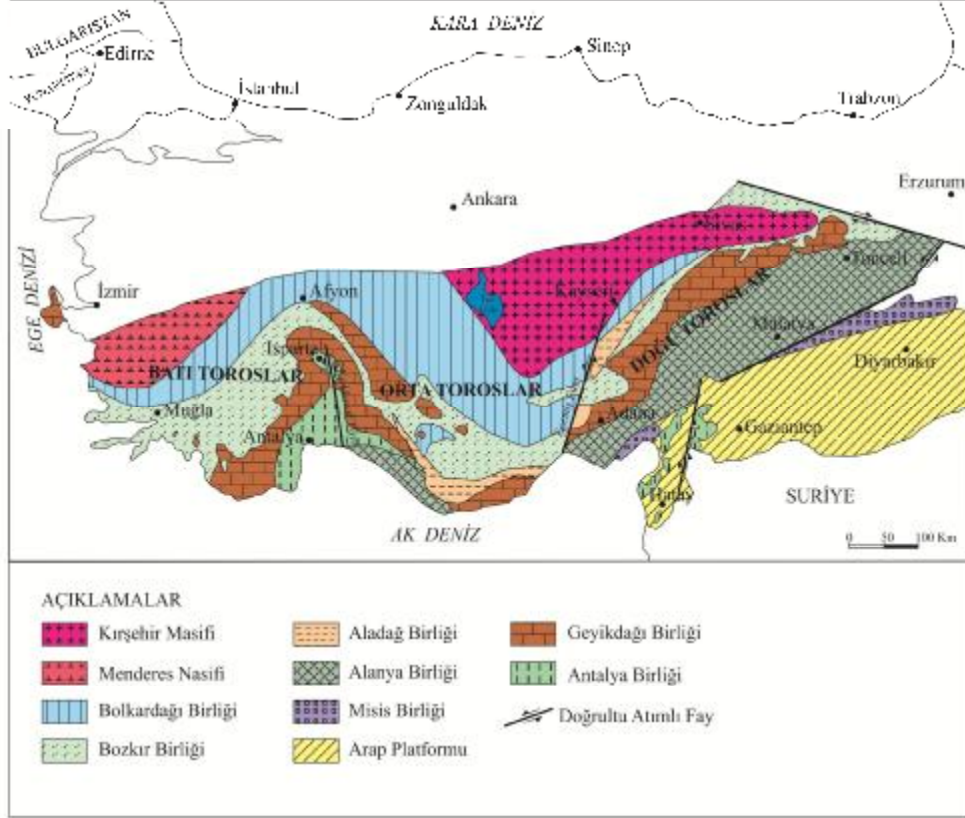 KARA DENİZ
BULGARİSTAN
Edirne
Sinop
İstanbul
Zonguldak
Trabzon
Erzurum
Ankara
EGE DENİZİ
İzmir
Afyon
Sivas
Tunceli
Kayseri
DOĞU TOROSLAR
Malatya
Isparta
BATI TOROSLAR
ORTA TOROSLAR
Diyarbakır
Muğla
Antalya
Adana
Gaziantep
Hatay
SURİYE
AK DENİZ
0 50 100 Km
AÇIKLAMALAR
Kırşehir Masifi
Menderes Nasifi
Bolkardağı Birliği
Bozkır Birliği
Aladağ Birliği
Alanya Birliği
Misis Birliği
Arap Platformu
Geyikdağı Birliği
Antalya Birliği
Doğrultu Atımlı Fay